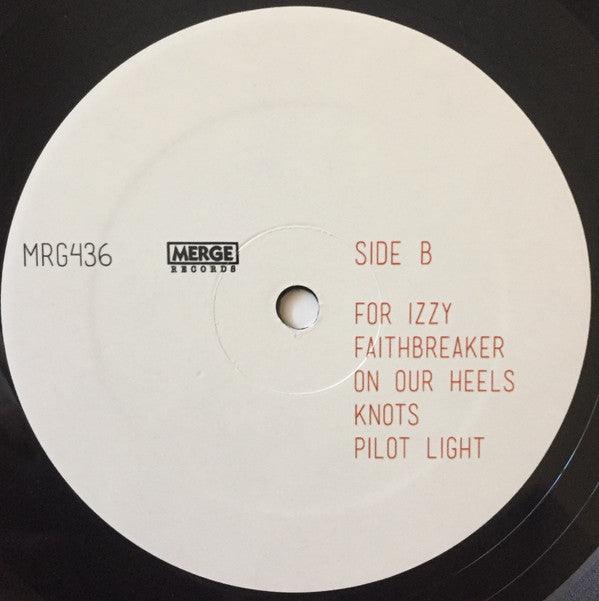 MRG436
MERGE
RECORDS
SIDE B
FOR IZZY
FAITHBREAKER
ON OUR HEELS
KNOTS
PILOT LIGHT